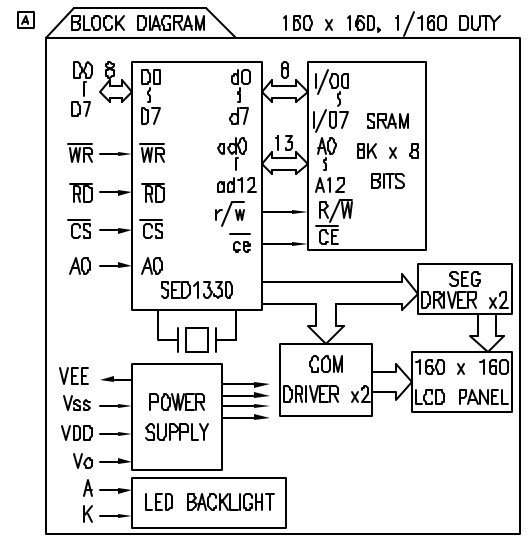 A BLOCK DIAGRAM 160 x 160, 1/160 DUTY
D0 8 D0 d0 8 I/O0
D7 D7 d7 I/O7 SRAM
WR WR ad0 13 A0 8K x 8
RD RD ad12 A12 BITS
r/w R/W
CS CS ce CE
A0 A0
SED1330
SEG
DRIVER x2
COM
DRIVER x2
160 x 160
LCD PANEL
VEE
Vss POWER
VDD SUPPLY
Vo
A LED BACKLIGHT
K